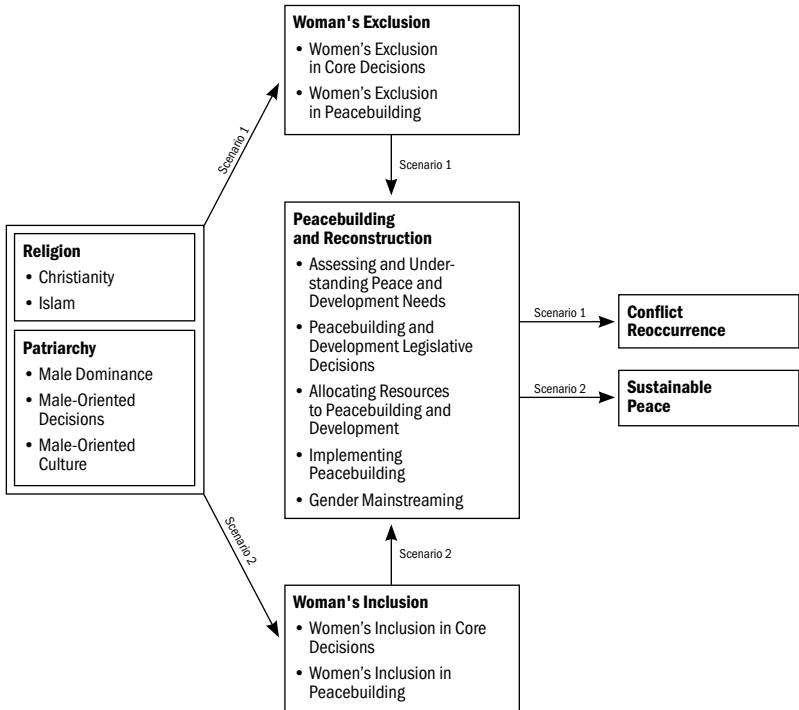 Woman's Exclusion
• Women’s Exclusion
in Core Decisions
• Women’s Exclusion
in Peacebuilding
Scenario 1
Scenario 1
Religion
• Christianity
• Islam
Patriarchy
• Male Dominance
• Male-Oriented
Decisions
• Male-Oriented
Culture
Peacebuilding
and Reconstruction
• Assessing and Under-
standing Peace and
Development Needs
• Peacebuilding and
Development Legislative
Decisions
• Allocating Resources
to Peacebuilding and
Development
• Implementing
Peacebuilding
• Gender Mainstreaming
Scenario 1
Conflict
Reoccurrence
Scenario 2
Sustainable
Peace
Scenario 2
Scenario 2
Woman's Inclusion
• Women’s Inclusion in Core
Decisions
• Women’s Inclusion in
Peacebuilding